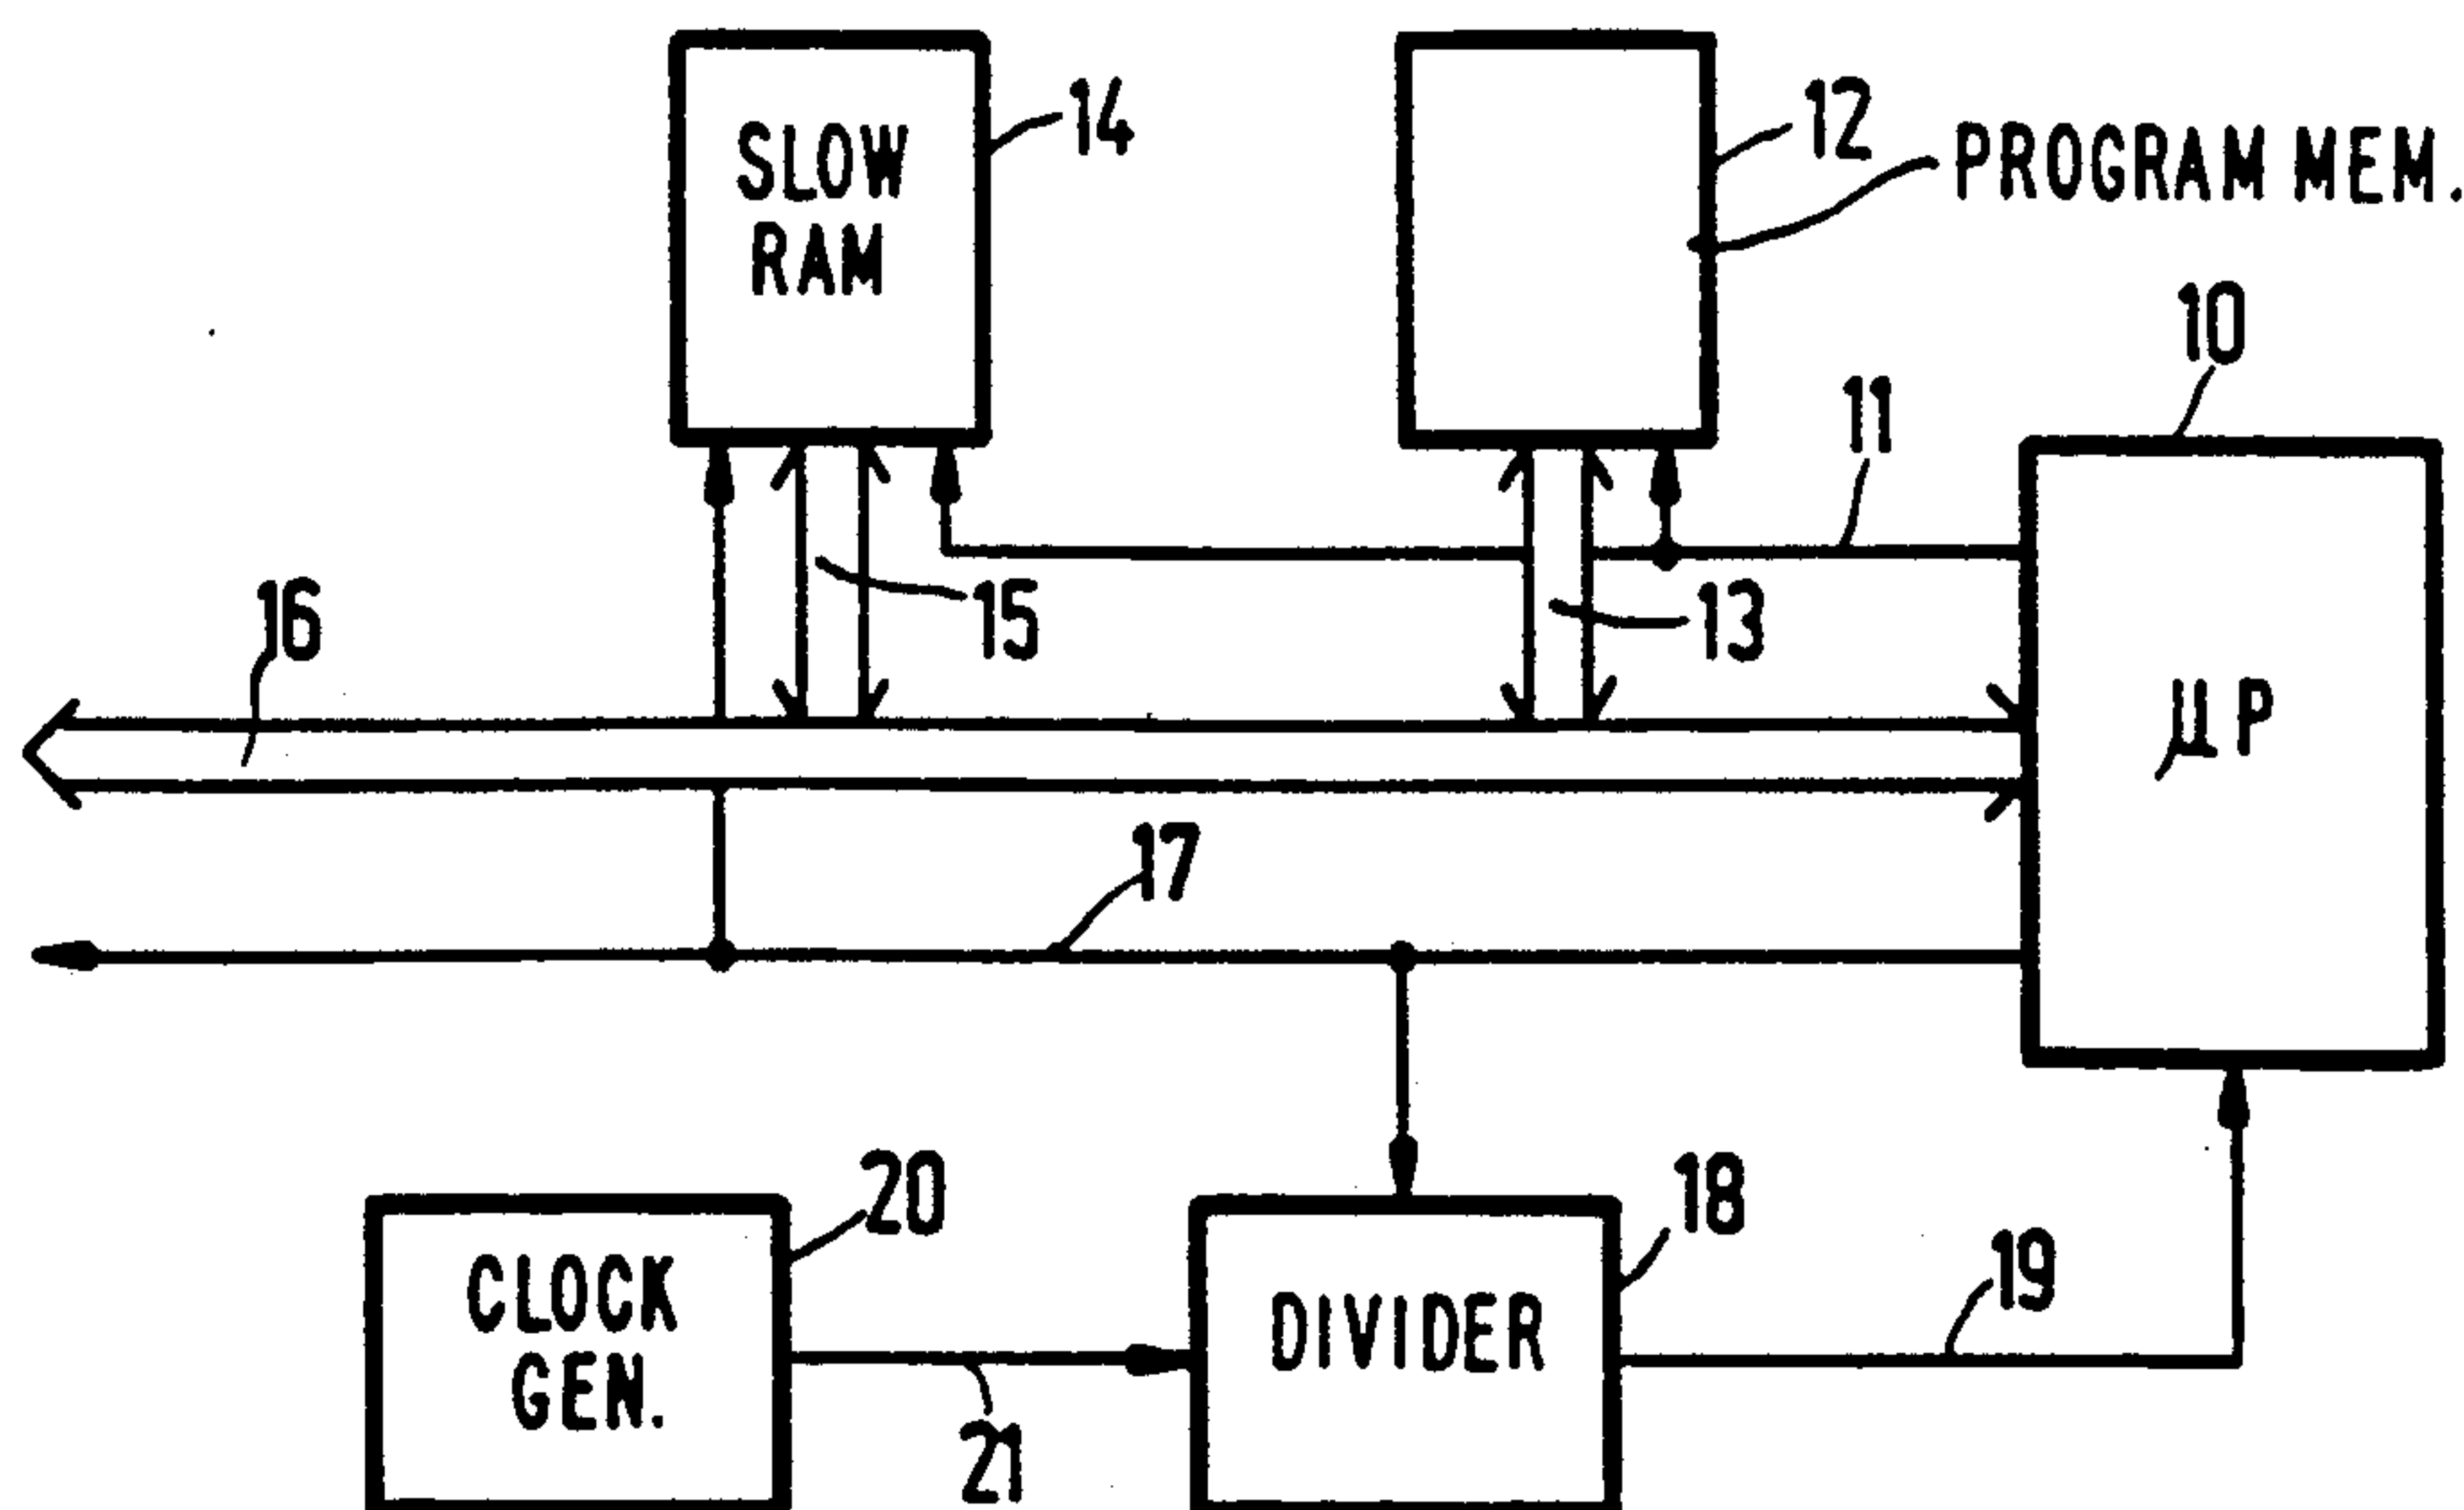 SLOW
RAM
14
12
PROGRAM MEM.
10
11
16
15
13
μP
17
20
18
19
CLOCK
GEN.
DIVIDER
21